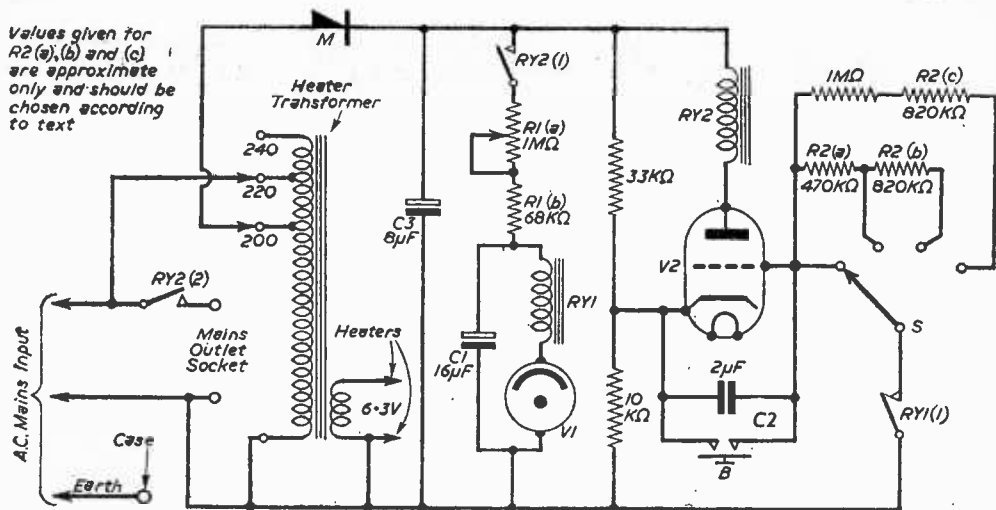 Values given for
R2(a),(b) and (c)
are approximate
only and should be
chosen according
to text
M
Heater
Transformer
240
220
200
RY2(2)
Mains
Outlet
Socket
A.C. Mains Input
Case
Earth
Heaters
6·3V
C3
8µF
RY2(1)
R1(a)
1MΩ
R1(b)
68KΩ
C1
16µF
RY1
V1
33KΩ
10
KΩ
RY2
V2
2µF
C2
B
1MΩ
R2(c)
820KΩ
R2(a)
470KΩ
R2(b)
820KΩ
S
RY1(1)